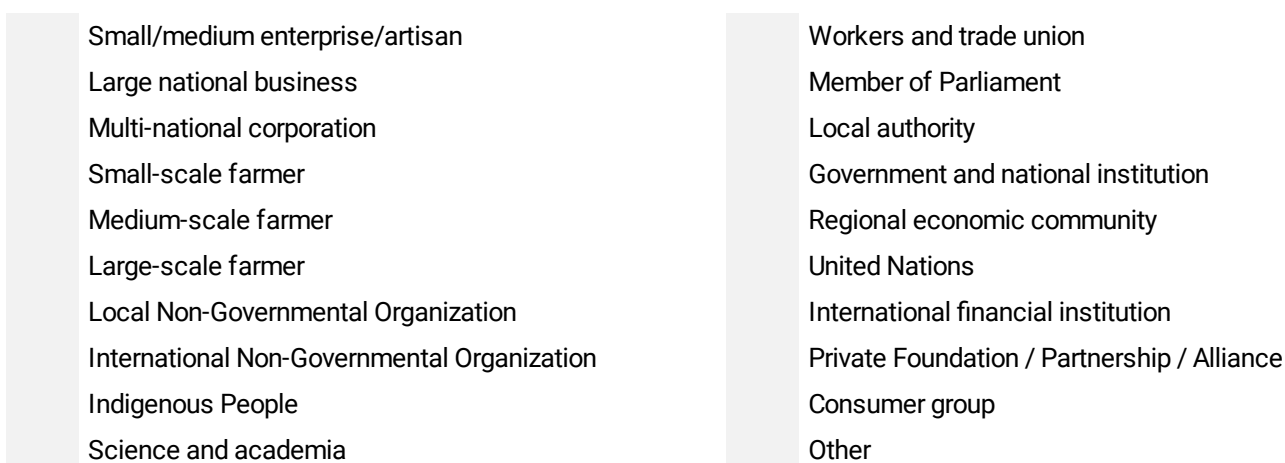 Small/medium enterprise/artisan
Large national business
Multi-national corporation
Small-scale farmer
Medium-scale farmer
Large-scale farmer
Local Non-Governmental Organization
International Non-Governmental Organization
Indigenous People
Science and academia
Workers and trade union
Member of Parliament
Local authority
Government and national institution
Regional economic community
United Nations
International financial institution
Private Foundation / Partnership / Alliance
Consumer group
Other